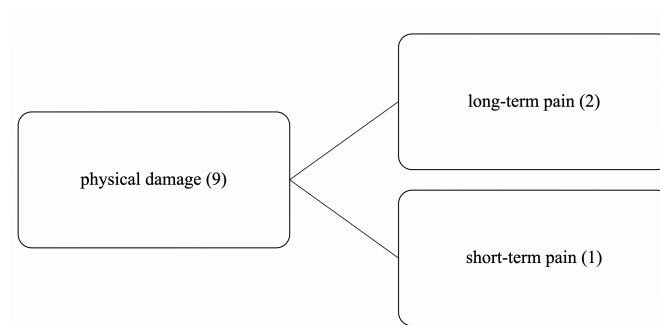 long-term pain (2)
physical damage (9)
short-term pain (1)